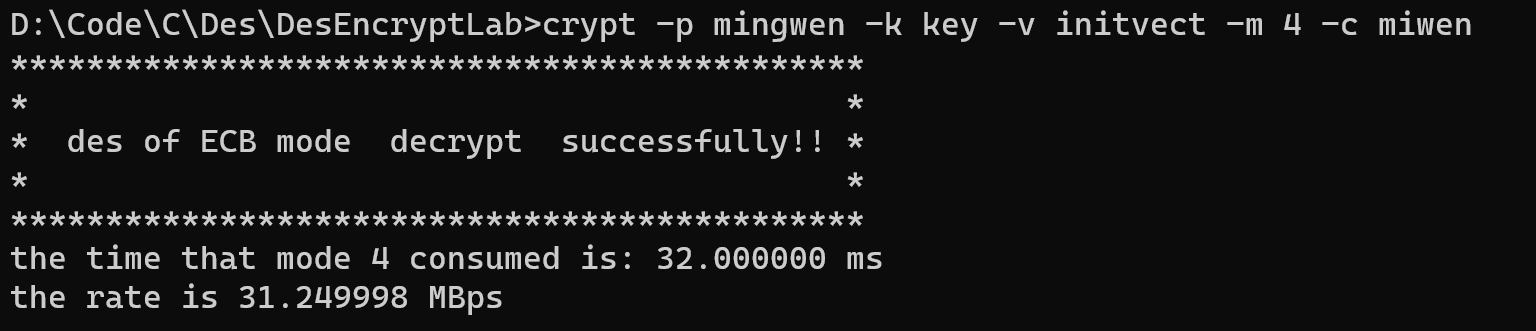 D:\Code\C\Des\DesEncryptLab>crypt -p mingwen -k key -v initvect -m 4 -c miwen
*********************************************
*                                           *
*  des of ECB mode  decrypt  successfully!! *
*                                           *
*********************************************
the time that mode 4 consumed is: 32.000000 ms
the rate is 31.249998 MBps